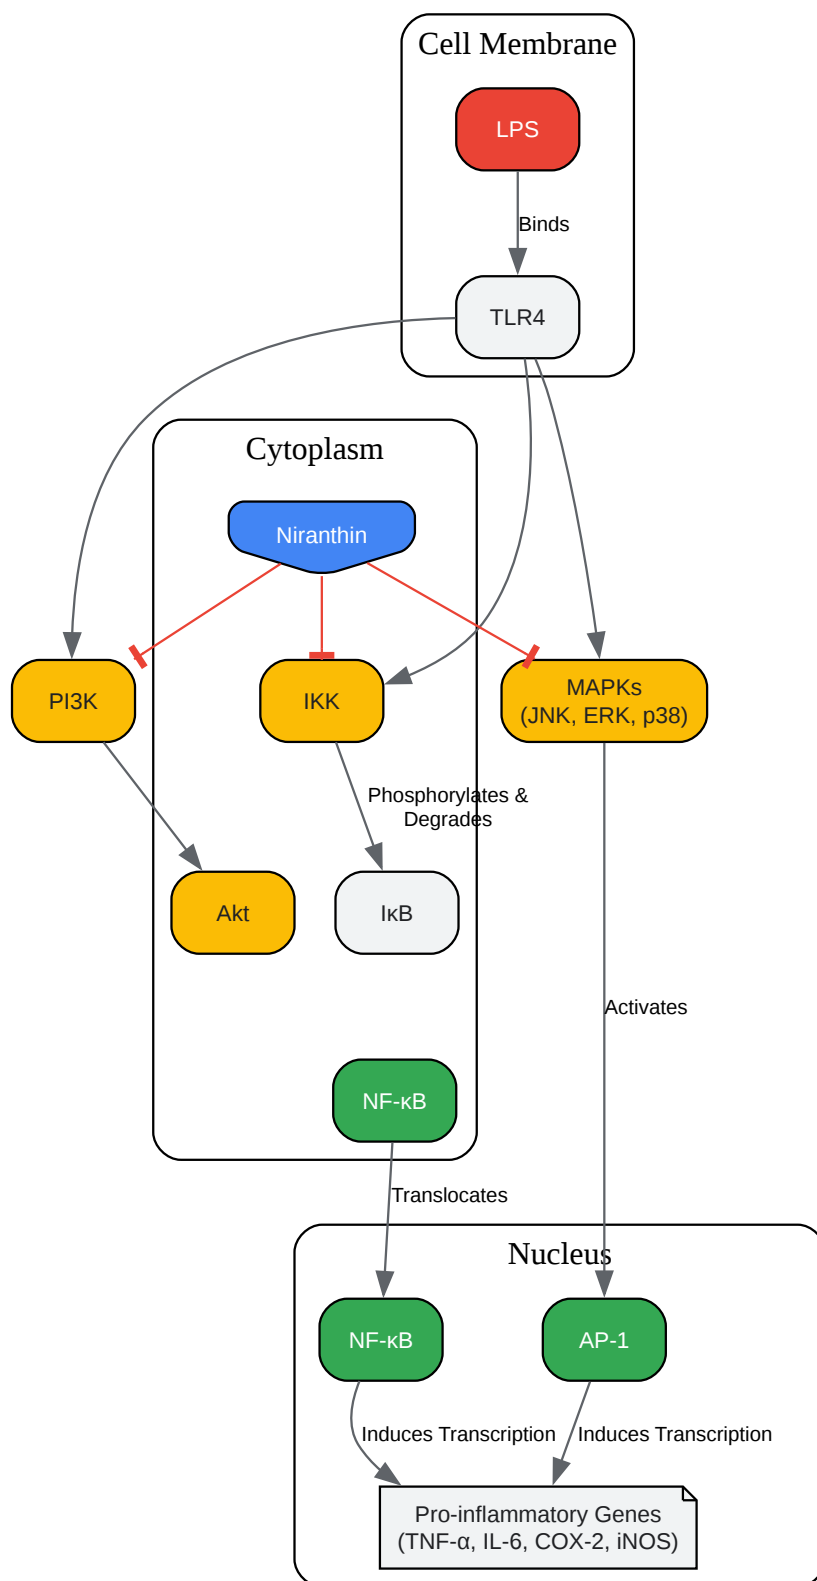 Cell Membrane
LPS
Binds
TLR4
Cytoplasm
Niranthin
PI3K
IKK
MAPKs
(JNK, ERK, p38)
Phosphorylates &
Degrades
Akt
IκB
Activates
NF-κB
Translocates
Nucleus
NF-κB
AP-1
Induces Transcription
Induces Transcription
Pro-inflammatory Genes
(TNF-α, IL-6, COX-2, iNOS)